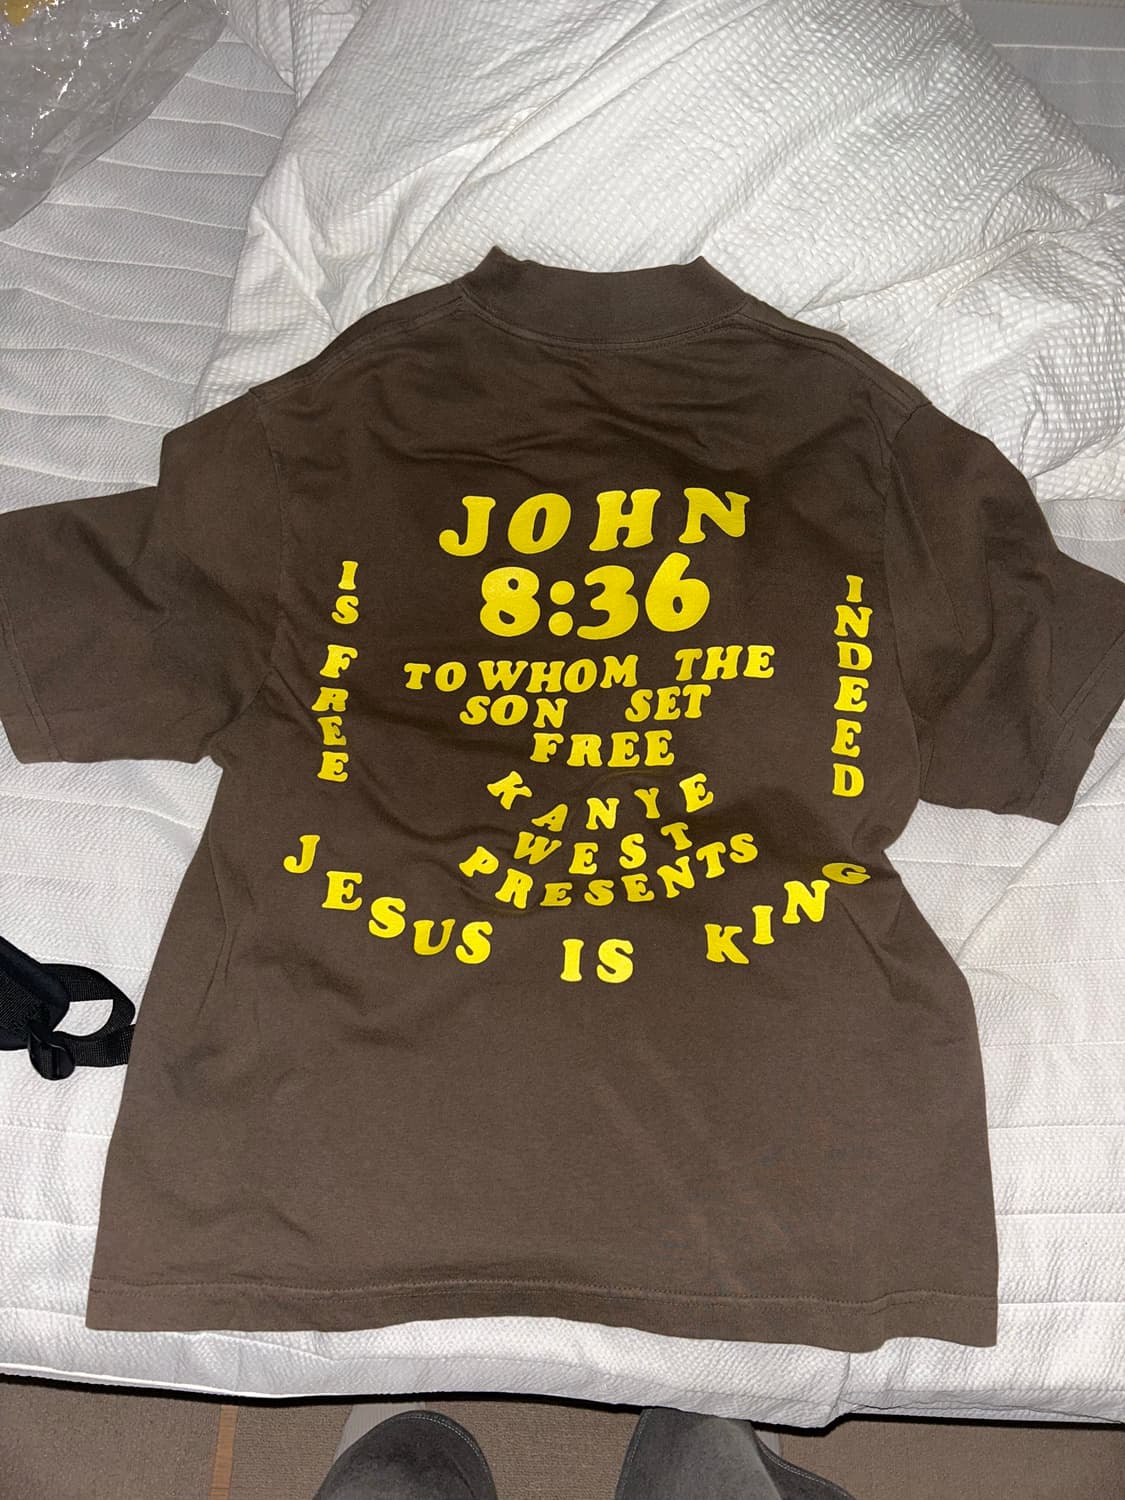 JOHN
8:36
TO WHOM THE
SON SET
FREE
IS FREE
INDEED
KANYE
WEST
PRESENTS
JESUS IS KING